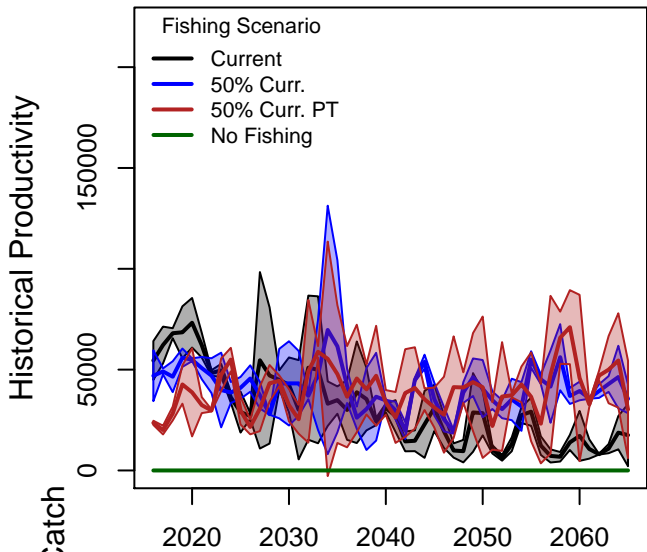 Fishing Scenario
Current
50% Curr.
50% Curr. PT
No Fishing
Historical Productivity
150000
50000
0
Catch
2020 2030 2040 2050 2060